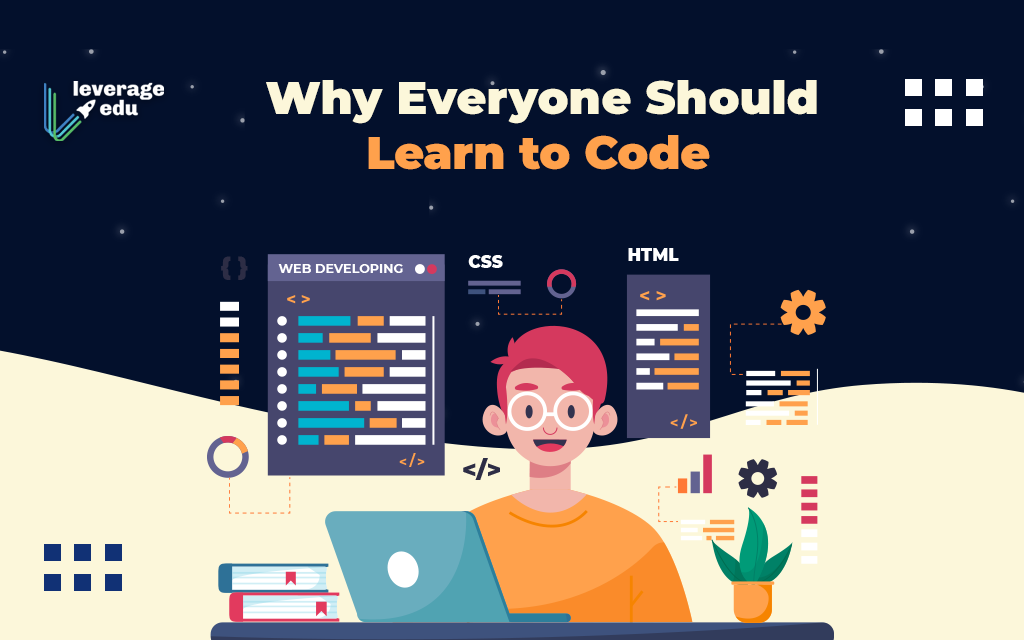 leverage
edu
Why Everyone Should
Learn to Code
{ }
WEB DEVELOPING
< >
</>
CSS
HTML
< >
</>
</>